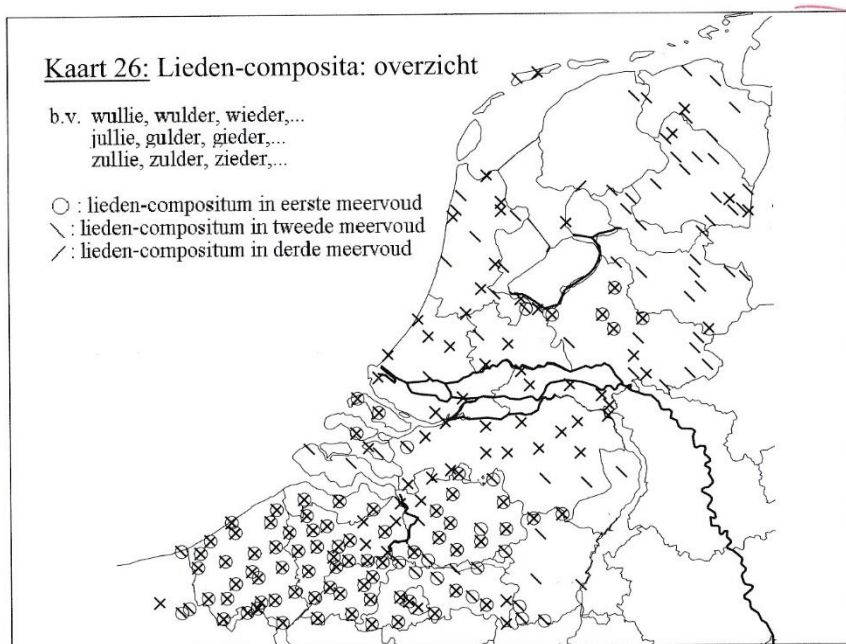 Kaart 26: Lieden-composita: overzicht
b.v. wullie, wulder, wieder,...
jullie, gulder, gieder,...
zullie, zulder, zieder,...
○ : lieden-compositum in eerste meervoud
\ : lieden-compositum in tweede meervoud
/ : lieden-compositum in derde meervoud